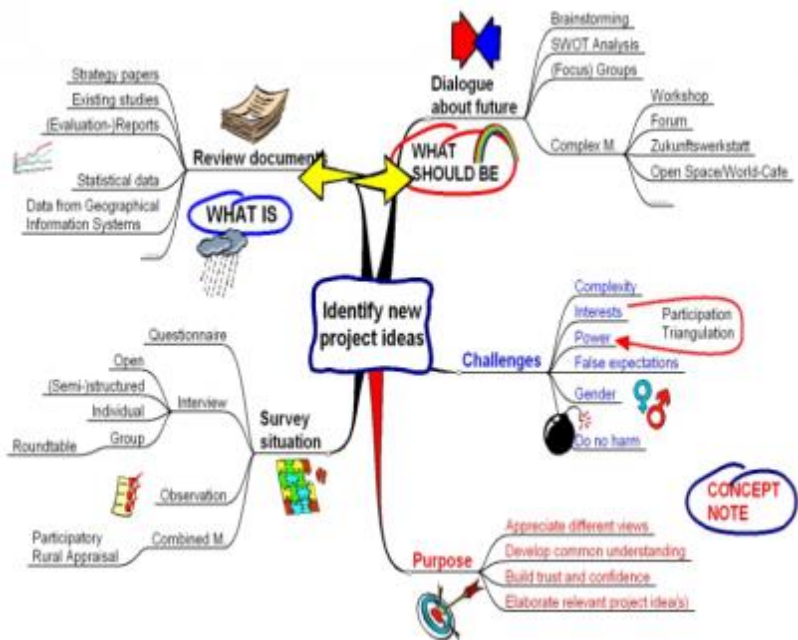 Strategy papers
Existing studies
(Evaluation-)Reports
Statistical data
Data from Geographical
Information Systems
.....
Review document
WHAT IS
Dialogue
about future
WHAT
SHOULD BE
Brainstorming
SWOT Analysis
(Focus) Groups
Complex M.
Workshop
Forum
Zukunftswerkstatt
Open Space/World-Cafe
.....
Identify new
project ideas
Challenges
Complexity
Interests
Power
False expectations
Gender
Do no harm
Participation
Triangulation
Survey
situation
Questionnaire
Interview
Open
(Semi-)structured
Individual
Group
Roundtable
Observation
Combined M.
Participatory
Rural Appraisal
Purpose
Appreciate different views
Develop common understanding
Build trust and confidence
Elaborate relevant project idea(s)
CONCEPT
NOTE